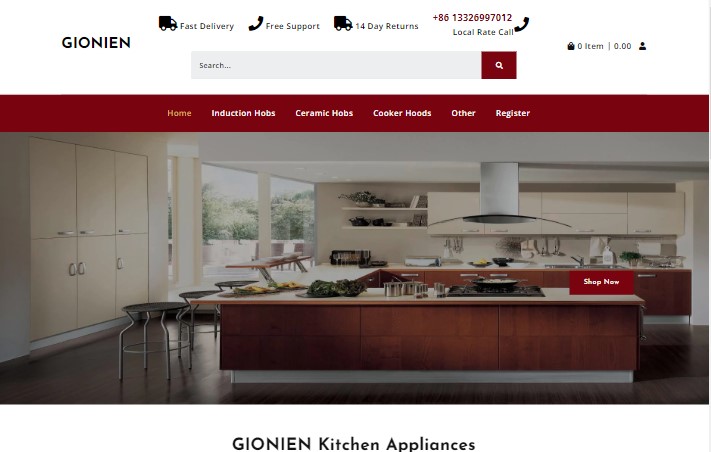 GIONIEN
Fast Delivery
Free Support
14 Day Returns
+86 13326997012
Local Rate Call
0 Item | 0.00
Search...
Home Induction Hobs Ceramic Hobs Cooker Hoods Other Register
Shop Now
GIONIEN Kitchen Appliances